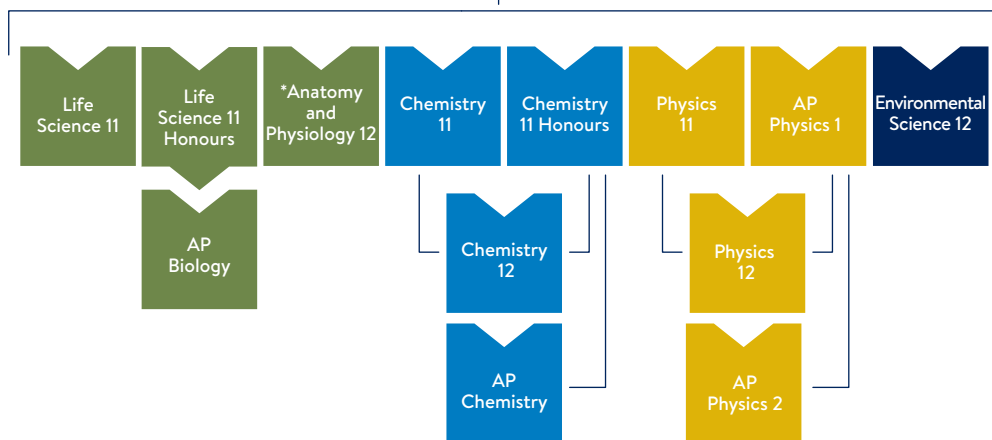 Life
Science 11
Life
Science 11
Honours
*Anatomy
and
Physiology 12
Chemistry
11
Chemistry
11 Honours
Physics
11
AP
Physics 1
Environmental
Science 12
AP
Biology
Chemistry
12
Physics
12
AP
Chemistry
AP
Physics 2